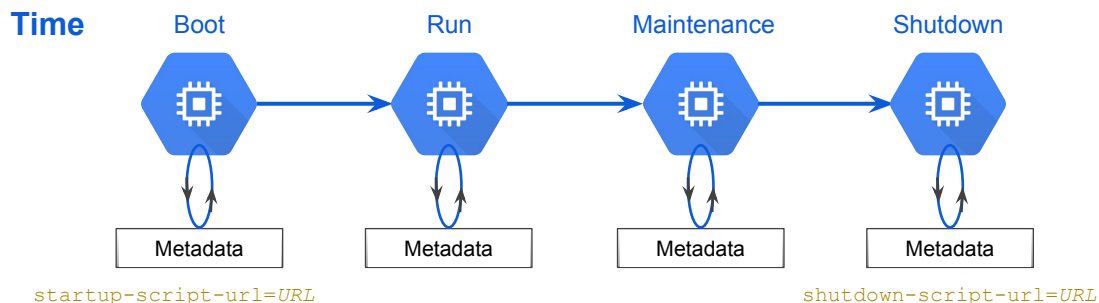 Time Boot Run Maintenance Shutdown
Metadata Metadata Metadata Metadata
startup-script-url=URL shutdown-script-url=URL